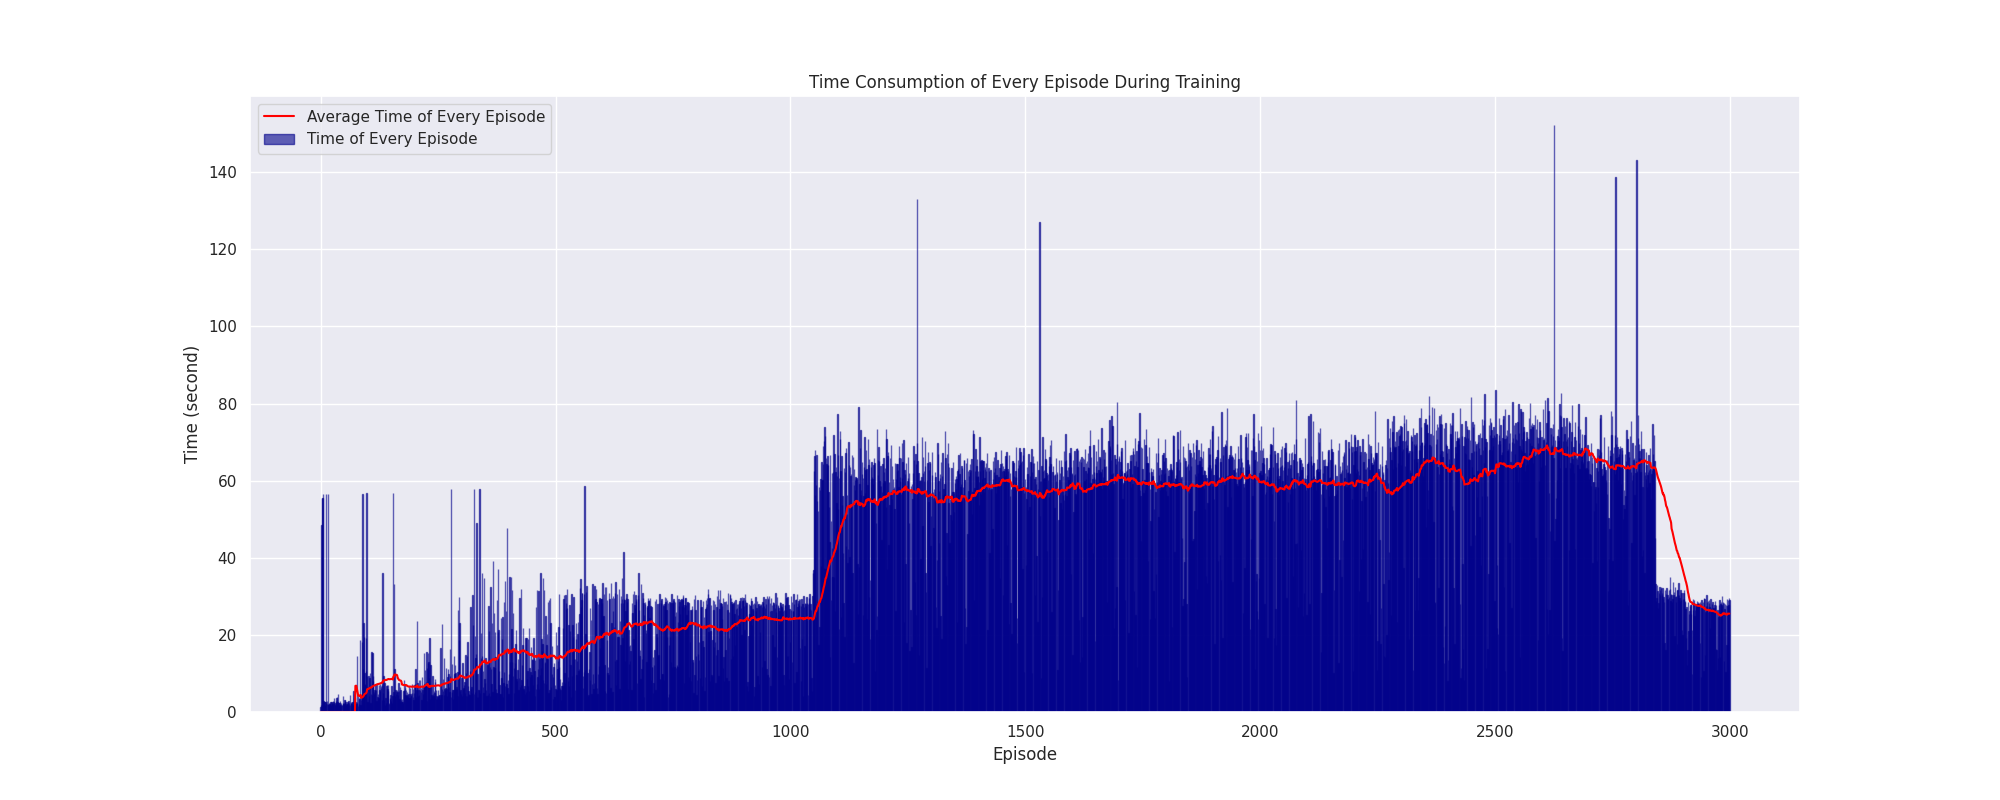 Time Consumption of Every Episode During Training
Average Time of Every Episode
Time of Every Episode
140
120
100
80
60
40
20
0
Time (second)
0 500 1000 1500 2000 2500 3000
Episode